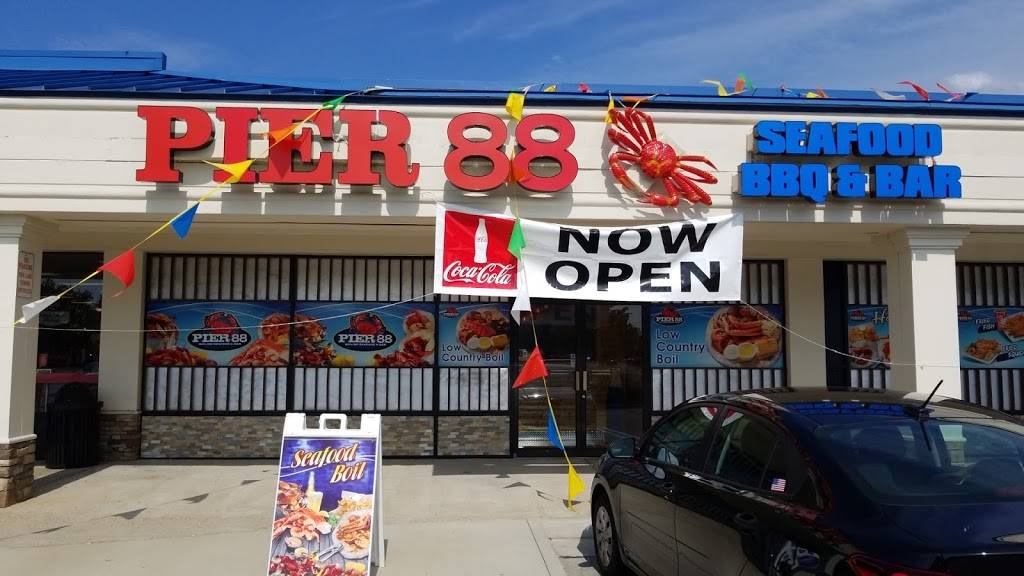 PIER 88
SEAFOOD
BBQ & BAR
Coca-Cola
NOW
OPEN
PIER 88
PIER 88
Low
Country Boil
Low
Country
Boil
Seafood
Boil